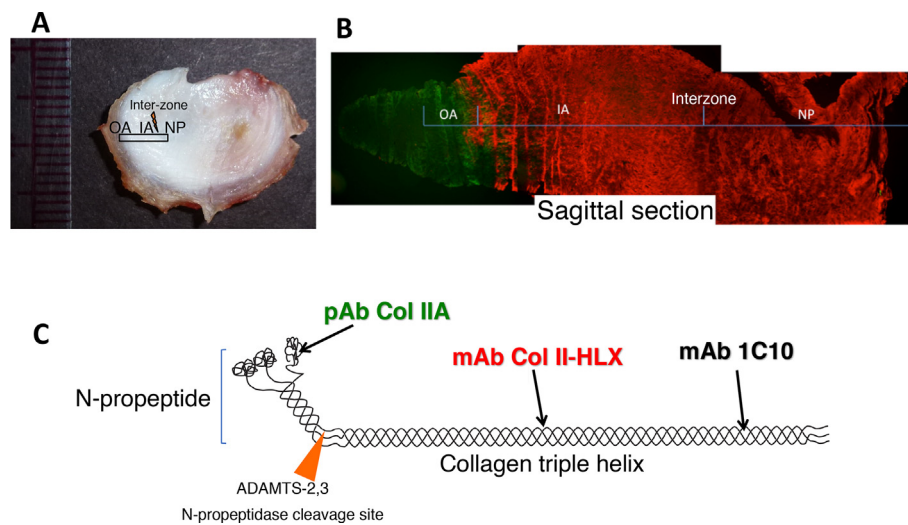 A
Inter-zone
OA IA NP
B
OA
IA
Interzone
NP
Sagittal section
C
pAb Col IIA
mAb Col II-HLX
mAb 1C10
N-propeptide
Collagen triple helix
ADAMTS-2,3
N-propeptidase cleavage site